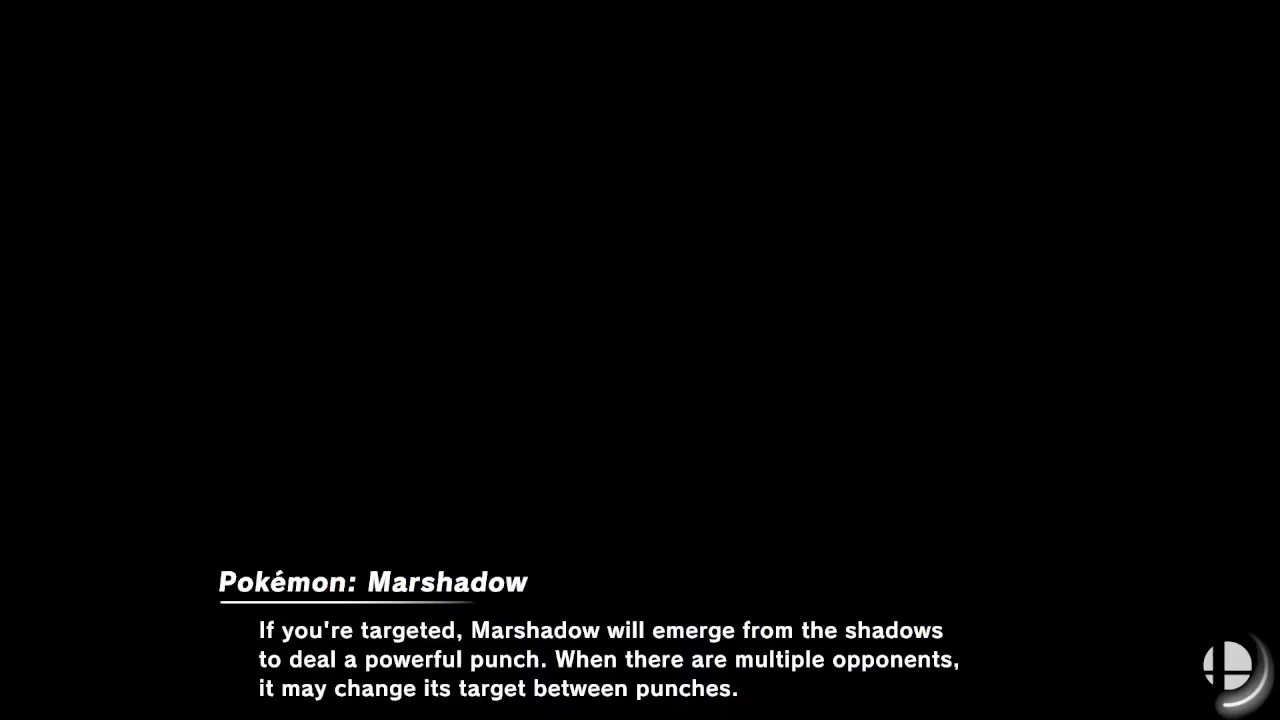 Pokémon: Marshadow
If you're targeted, Marshadow will emerge from the shadows
to deal a powerful punch. When there are multiple opponents,
it may change its target between punches.